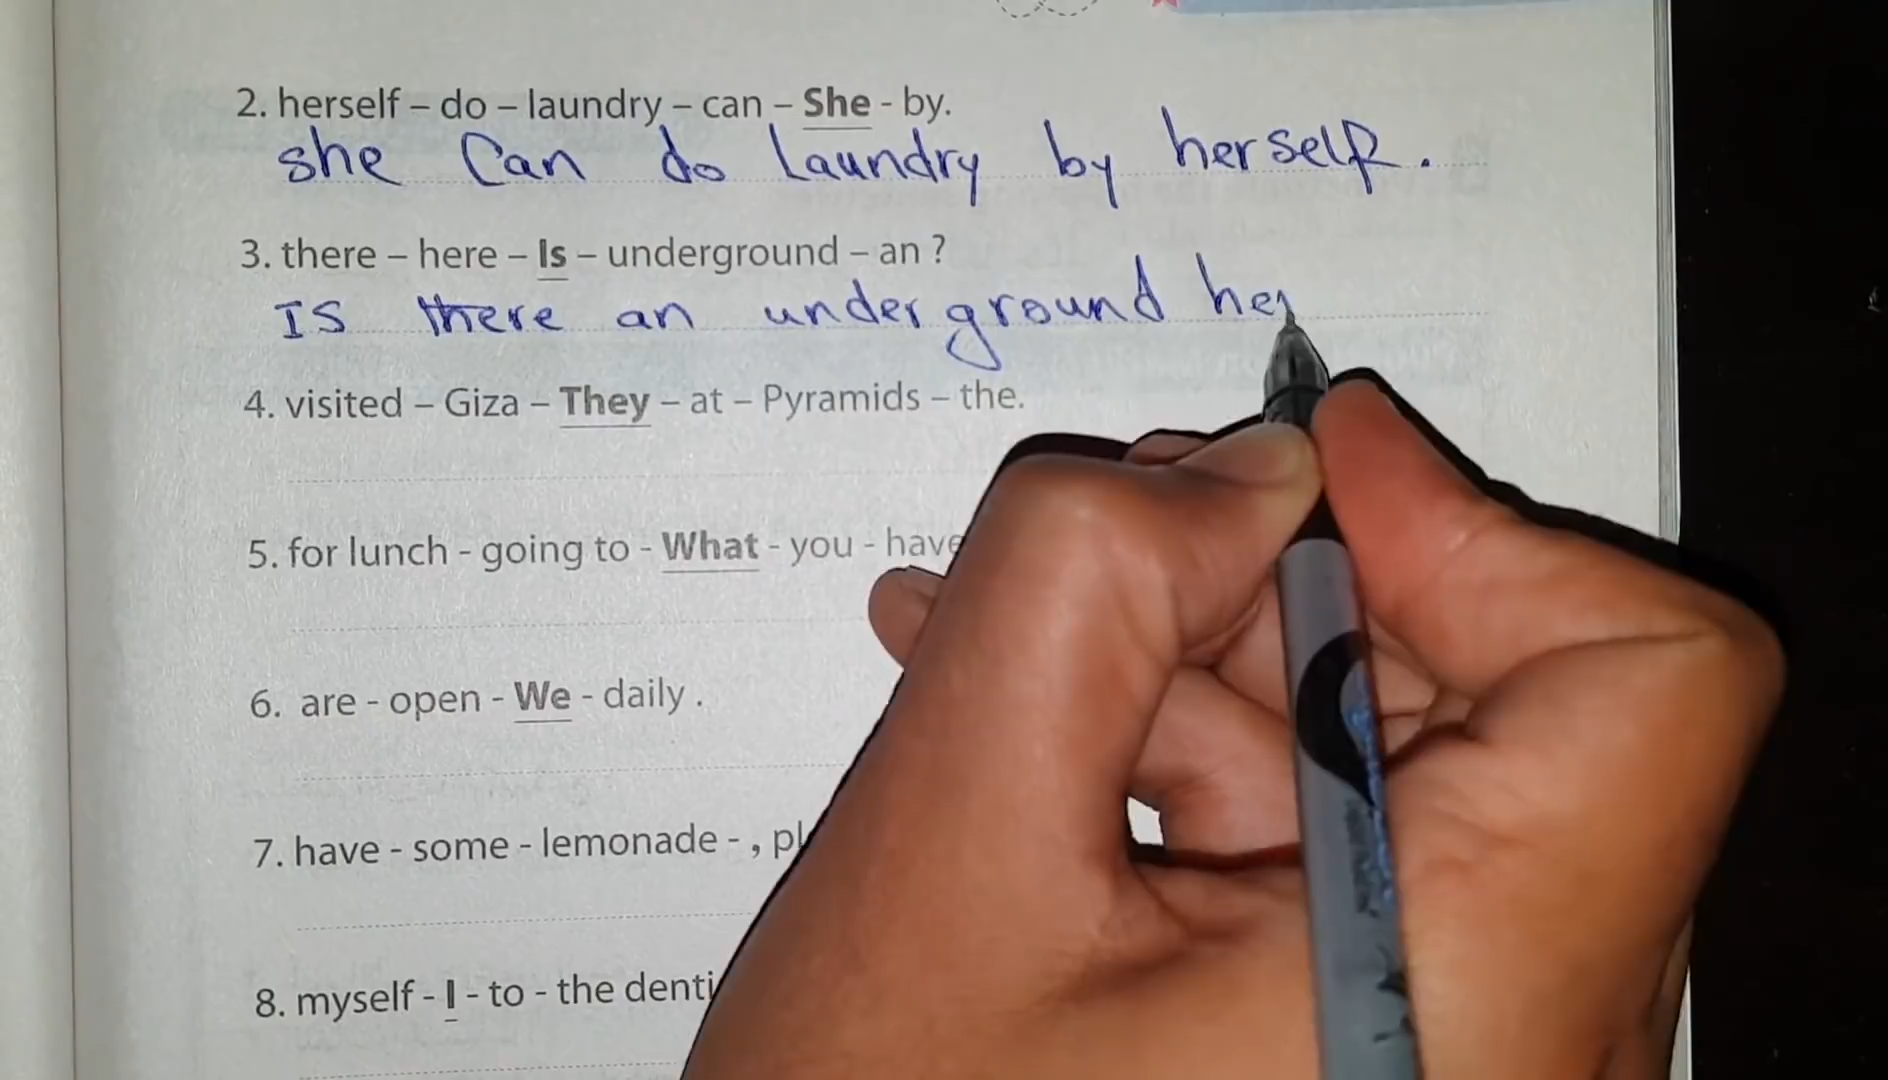 2. herself – do – laundry – can – She - by.
she Can do Laundry by herself.
3. there – here – Is – underground – an ?
IS there an underground her
4. visited – Giza – They – at – Pyramids – the.
5. for lunch - going to - What - you - have
6. are - open - We - daily .
7. have - some - lemonade - , pl
8. myself - I - to - the denti